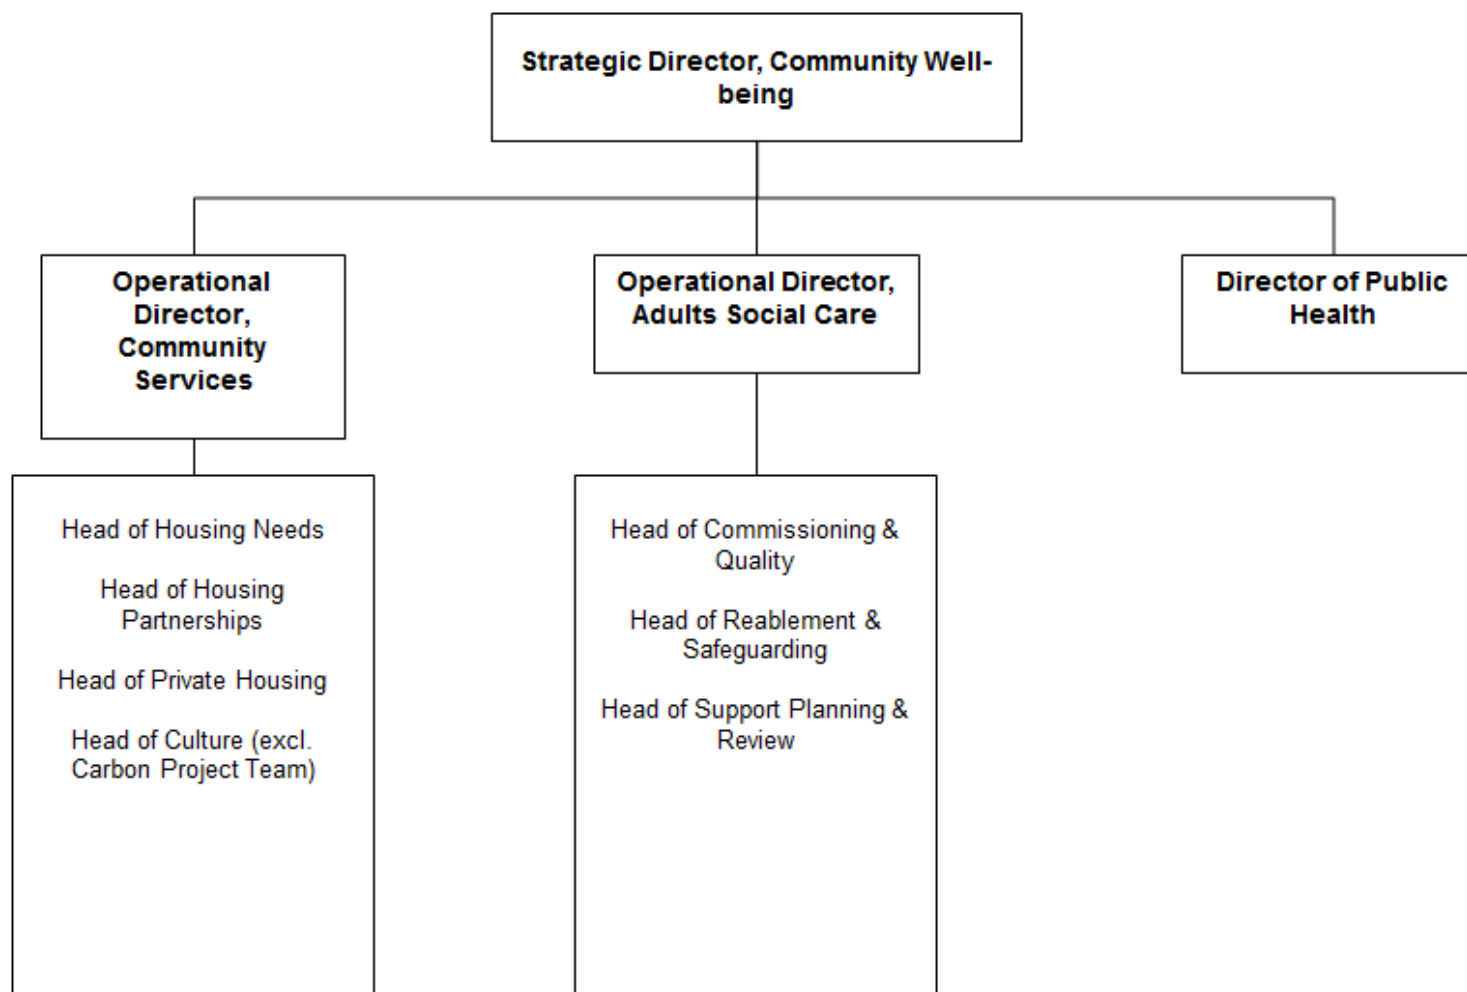 Strategic Director, Community Well-
being
Operational
Director,
Community
Services
Operational Director,
Adults Social Care
Director of Public
Health
Head of Housing Needs
Head of Housing
Partnerships
Head of Private Housing
Head of Culture (excl.
Carbon Project Team)
Head of Commissioning &
Quality
Head of Reablement &
Safeguarding
Head of Support Planning &
Review